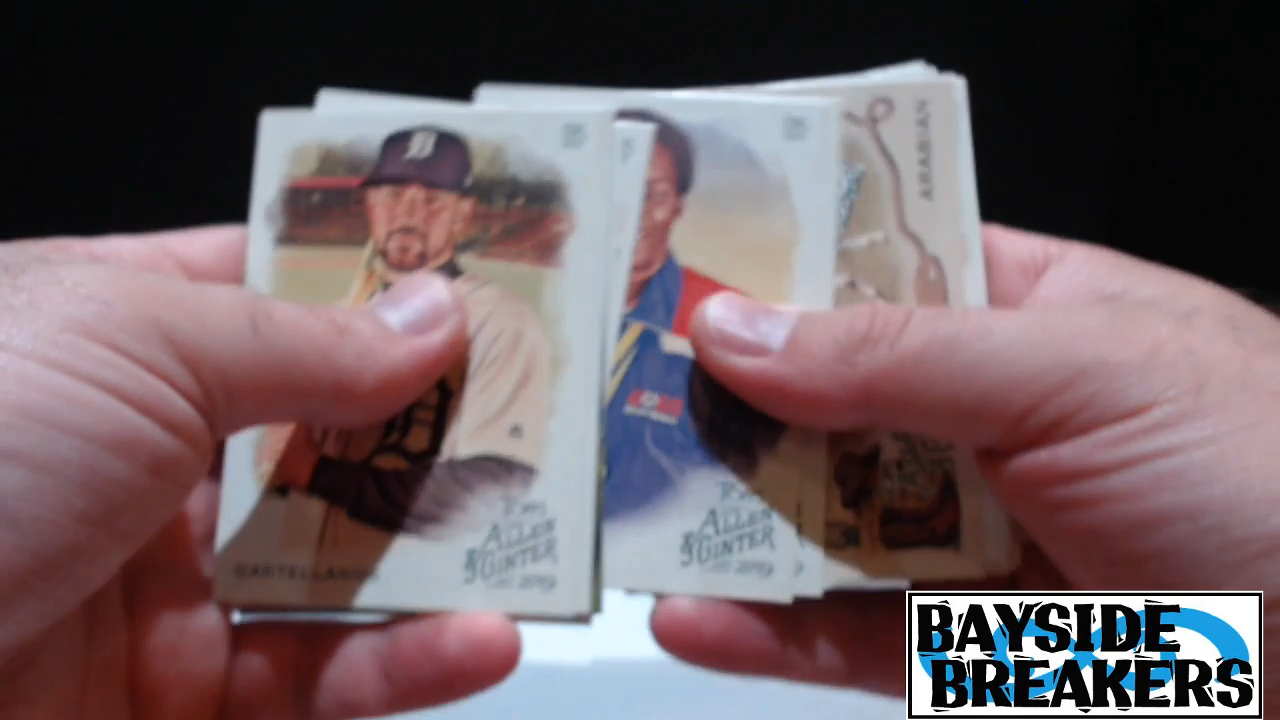 CASTELLANOS
Topps
ALLEN
& GINTER
2019
Topps
ALLEN
& GINTER
2019
ARABIAN
BAYSIDE
BREAKERS